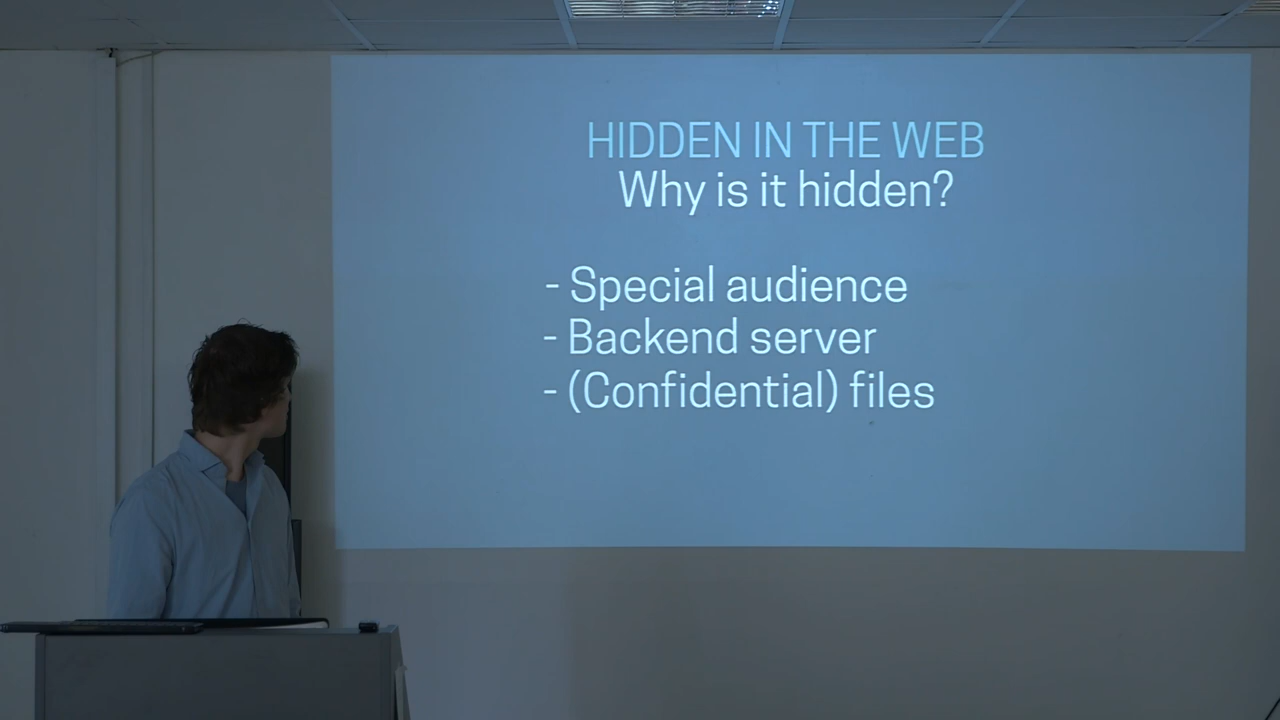 HIDDEN IN THE WEB
Why is it hidden?
- Special audience
- Backend server
- (Confidential) files